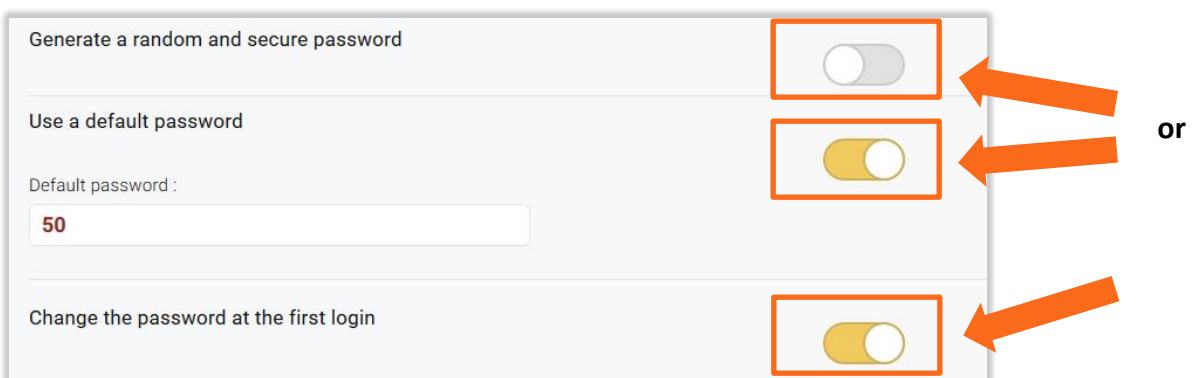 Generate a random and secure password
or
Use a default password
Default password :
50
Change the password at the first login